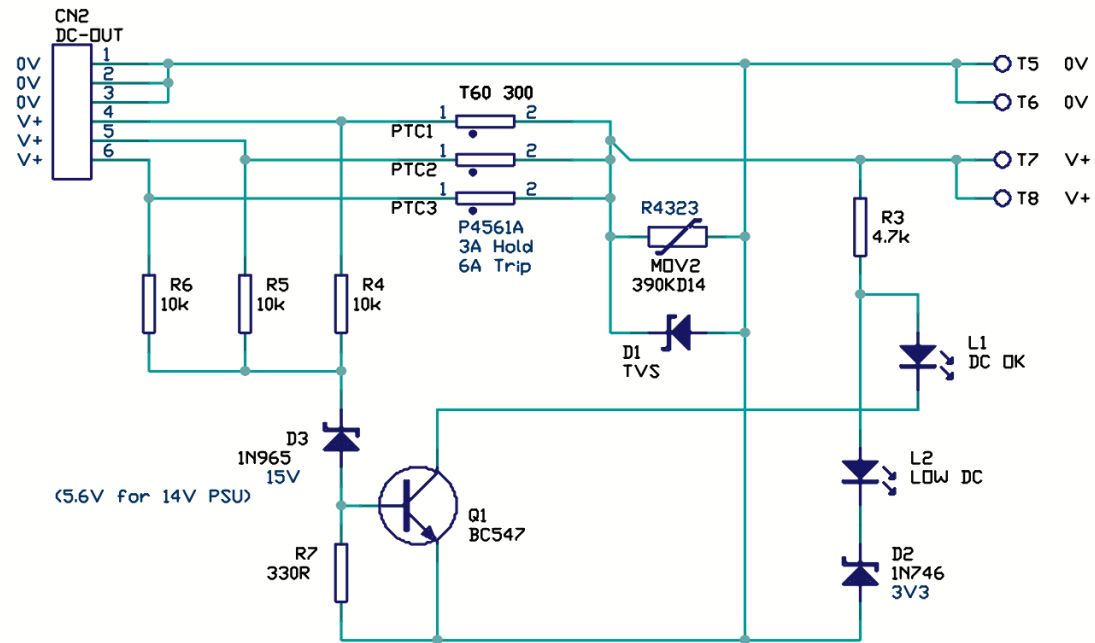 CN2
DC-OUT
0V 1
0V 2
0V 3
V+ 4
V+ 5
V+ 6
T60 300
1 2
PTC1
1 2
PTC2
1 2
PTC3
P4561A
3A Hold
6A Trip
T5 0V
T6 0V
T7 V+
T8 V+
R4323
MOV2
390KD14
R3
4.7k
R6
10k
R5
10k
R4
10k
D1
TVS
L1
DC OK
D3
1N965
15V
(5.6V for 14V PSU)
L2
LOW DC
Q1
BC547
R7
330R
D2
1N746
3V3